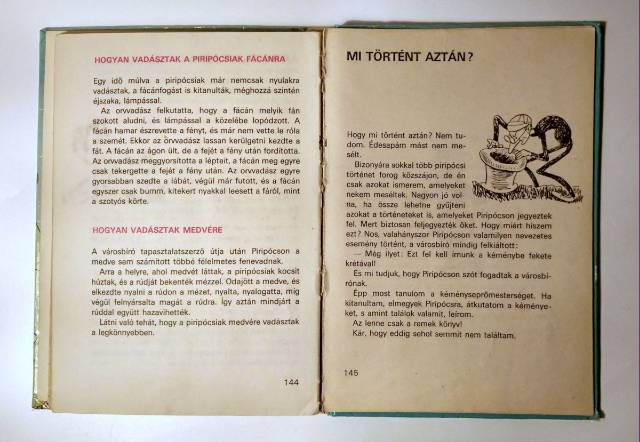 HOGYAN VADÁSZTAK A PIRIPÓCSIAK FÁCÁNRA
Egy idő múlva a piripócsiak már nemcsak nyulakra
vadásztak, a fácánfogást is kitanulták, méghozzá szintén
éjszaka, lámpással.
Az orvvadász felkutatta, hogy a fácán melyik fán
szokott aludni, és lámpással a közelébe lopódzott. A
fácán hamar észrevette a fényt, és már nem vette le róla
a szemét. Ekkor az orvvadász lassan kerülgetni kezdte a
fát. A fácán az ágon ült, de a fejét a fény után fordította.
Az orvvadász meggyorsította a lépteit, a fácán meg egyre
csak tekergette a fejét a fény után. Az orvvadász egyre
gyorsabban szedte a lábát, végül már futott, és a fácán
egyszer csak bumm, kitekert nyakkal leesett a fáról, mint
a szotyós körte.
HOGYAN VADÁSZTAK MEDVÉRE
A városbíró tapasztalatszerző útja után Piripócson a
medve sem számított többé félelmetes fenevadnak.
Arra a helyre, ahol medvét láttak, a piripócsiak kocsit
húztak, és a rúdját bekenték mézzel. Odajött a medve, és
elkezdte nyalni a rúdon a mézet, nyalta, nyalogatta, míg
végül felnyársalta magát a rúdra. Így aztán mindjárt a
rúddal együtt hazavihették.
Látni való tehát, hogy a piripócsiak medvére vadásztak
a legkönnyebben.
144
MI TÖRTÉNT AZTÁN?
Hogy mi történt aztán? Nem tu-
dom. Édesapám mást nem me-
sélt.
Bizonyára sokkal több piripócsi
történet forog közszájon, de én
csak azokat ismerem, amelyeket
nekem meséltek. Nagyon jó vol-
na, ha össze lehetne gyűjteni
azokat a történeteket is, amelyeket Piripócson jegyeztek
fel. Mert biztosan feljegyezték őket. Hogy miért hiszem
ezt? Nos, valahányszor Piripócson valamilyen nevezetes
esemény történt, a városbíró mindig felkiáltott:
– Még ilyet! Ezt fel kell írnunk a kéménybe fekete
krétával!
És mi tudjuk, hogy Piripócson szót fogadtak a városbí-
rónak.
Épp most tanulom a kéményseprőmesterséget. Ha
kitanultam, elmegyek Piripócsra, átkutatom a kéménye-
ket, s amint találok valamit, leírom.
Az lenne csak a remek könyv!
Kár, hogy eddig sehol semmit nem találtam.
145